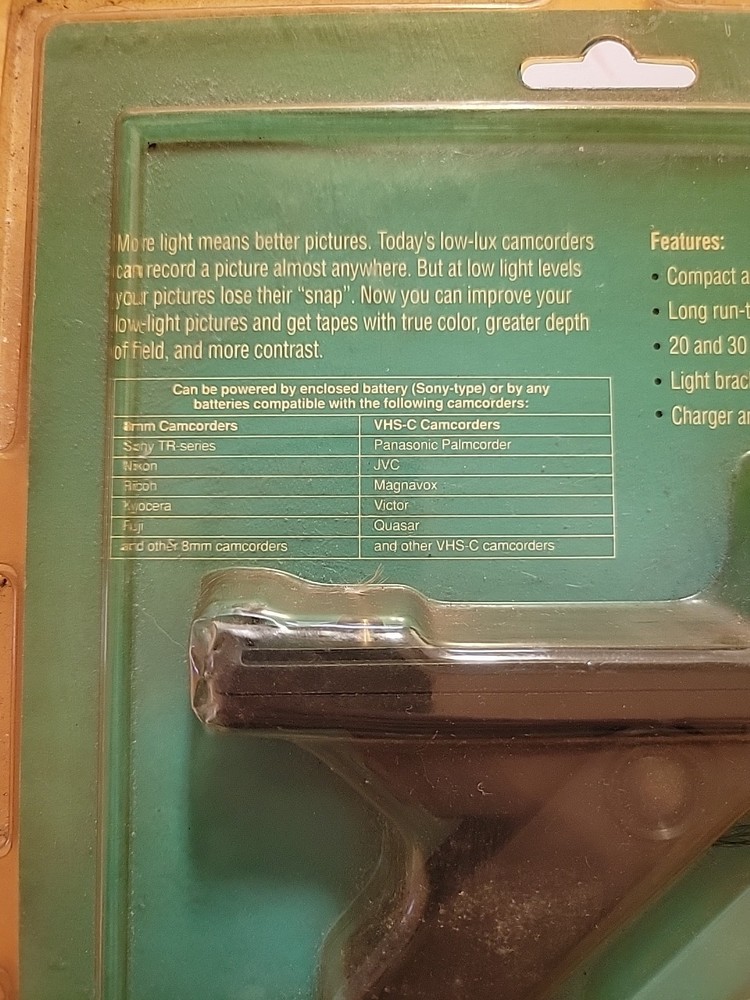 More light means better pictures. Today's low-lux camcorders
can record a picture almost anywhere. But at low light levels
your pictures lose their "snap". Now you can improve your
low-light pictures and get tapes with true color, greater depth
of field, and more contrast.
Can be powered by enclosed battery (Sony-type) or by any
batteries compatible with the following camcorders:
8mm Camcorders VHS-C Camcorders
Sony TR-series Panasonic Palmcorder
Nikon JVC
Ricoh Magnavox
Kyocera Victor
Fuji Quasar
and other 8mm camcorders and other VHS-C camcorders
Features:
• Compact a
• Long run-t
• 20 and 30
• Light brac
• Charger a